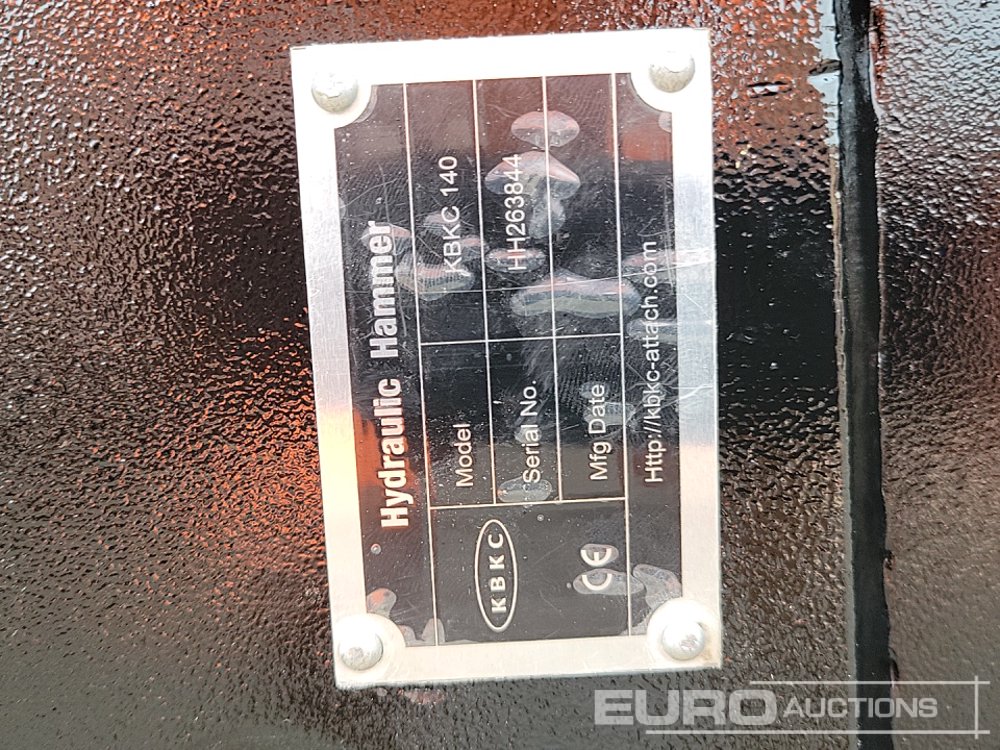 Hydraulic Hammer
KBKC
CE
Model KBKC 140
Serial No. HH263844
Mfg Date
Http://kbkc-attach.com
EURO AUCTIONS